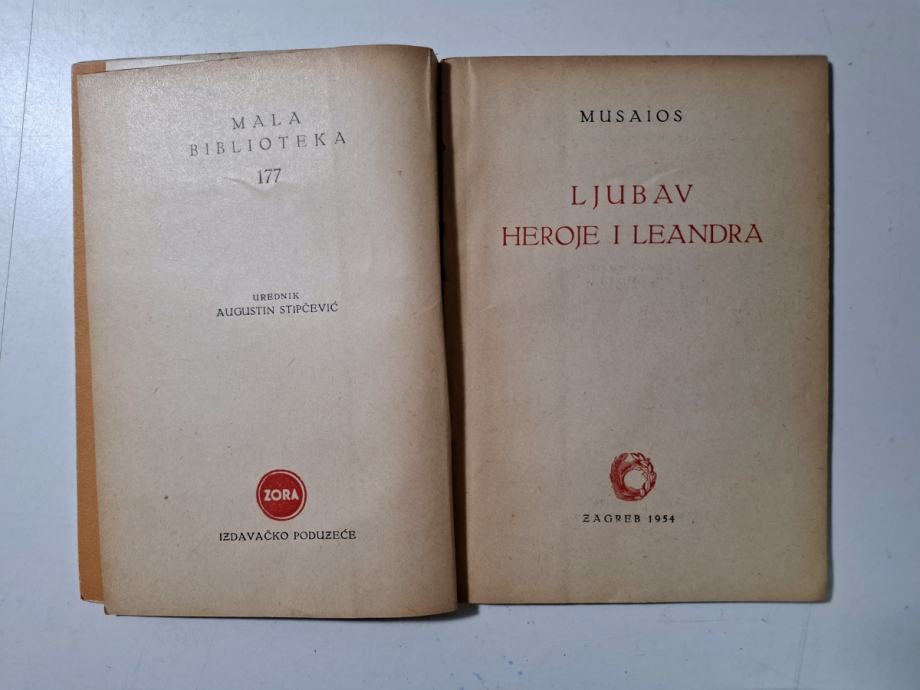 MALA
BIBLIOTEKA
177
UREDNIK
AUGUSTIN STIPČEVIĆ
ZORA
IZDAVAČKO PODUZEĆE
MUSAIOS
LJUBAV
HEROJE I LEANDRA
ZAGREB 1954